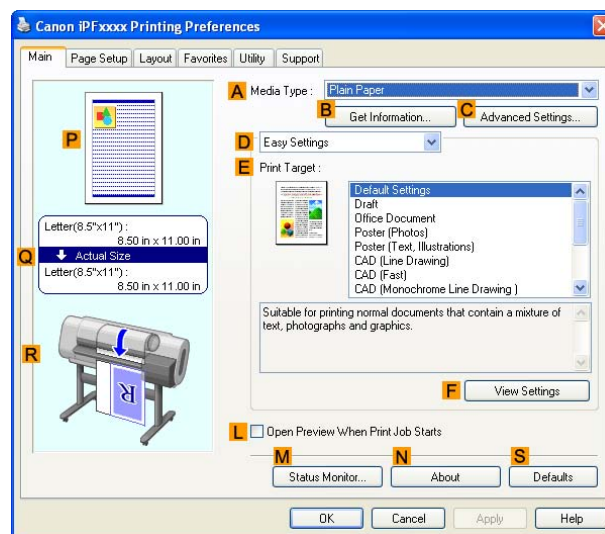 Canon iPFxxxx Printing Preferences
Main Page Setup Layout Favorites Utility Support
A Media Type : Plain Paper
B Get Information... C Advanced Settings...
D Easy Settings
E Print Target :
Default Settings
Draft
Office Document
Poster (Photos)
Poster (Text, Illustrations)
CAD (Line Drawing)
CAD (Fast)
CAD (Monochrome Line Drawing )
Suitable for printing normal documents that contain a mixture of
text, photographs and graphics.
F View Settings
P
Q
Letter(8.5"x11") :
8.50 in x 11.00 in
Actual Size
Letter(8.5"x11") :
8.50 in x 11.00 in
R
R
L Open Preview When Print Job Starts
M Status Monitor... N About S Defaults
OK Cancel Apply Help